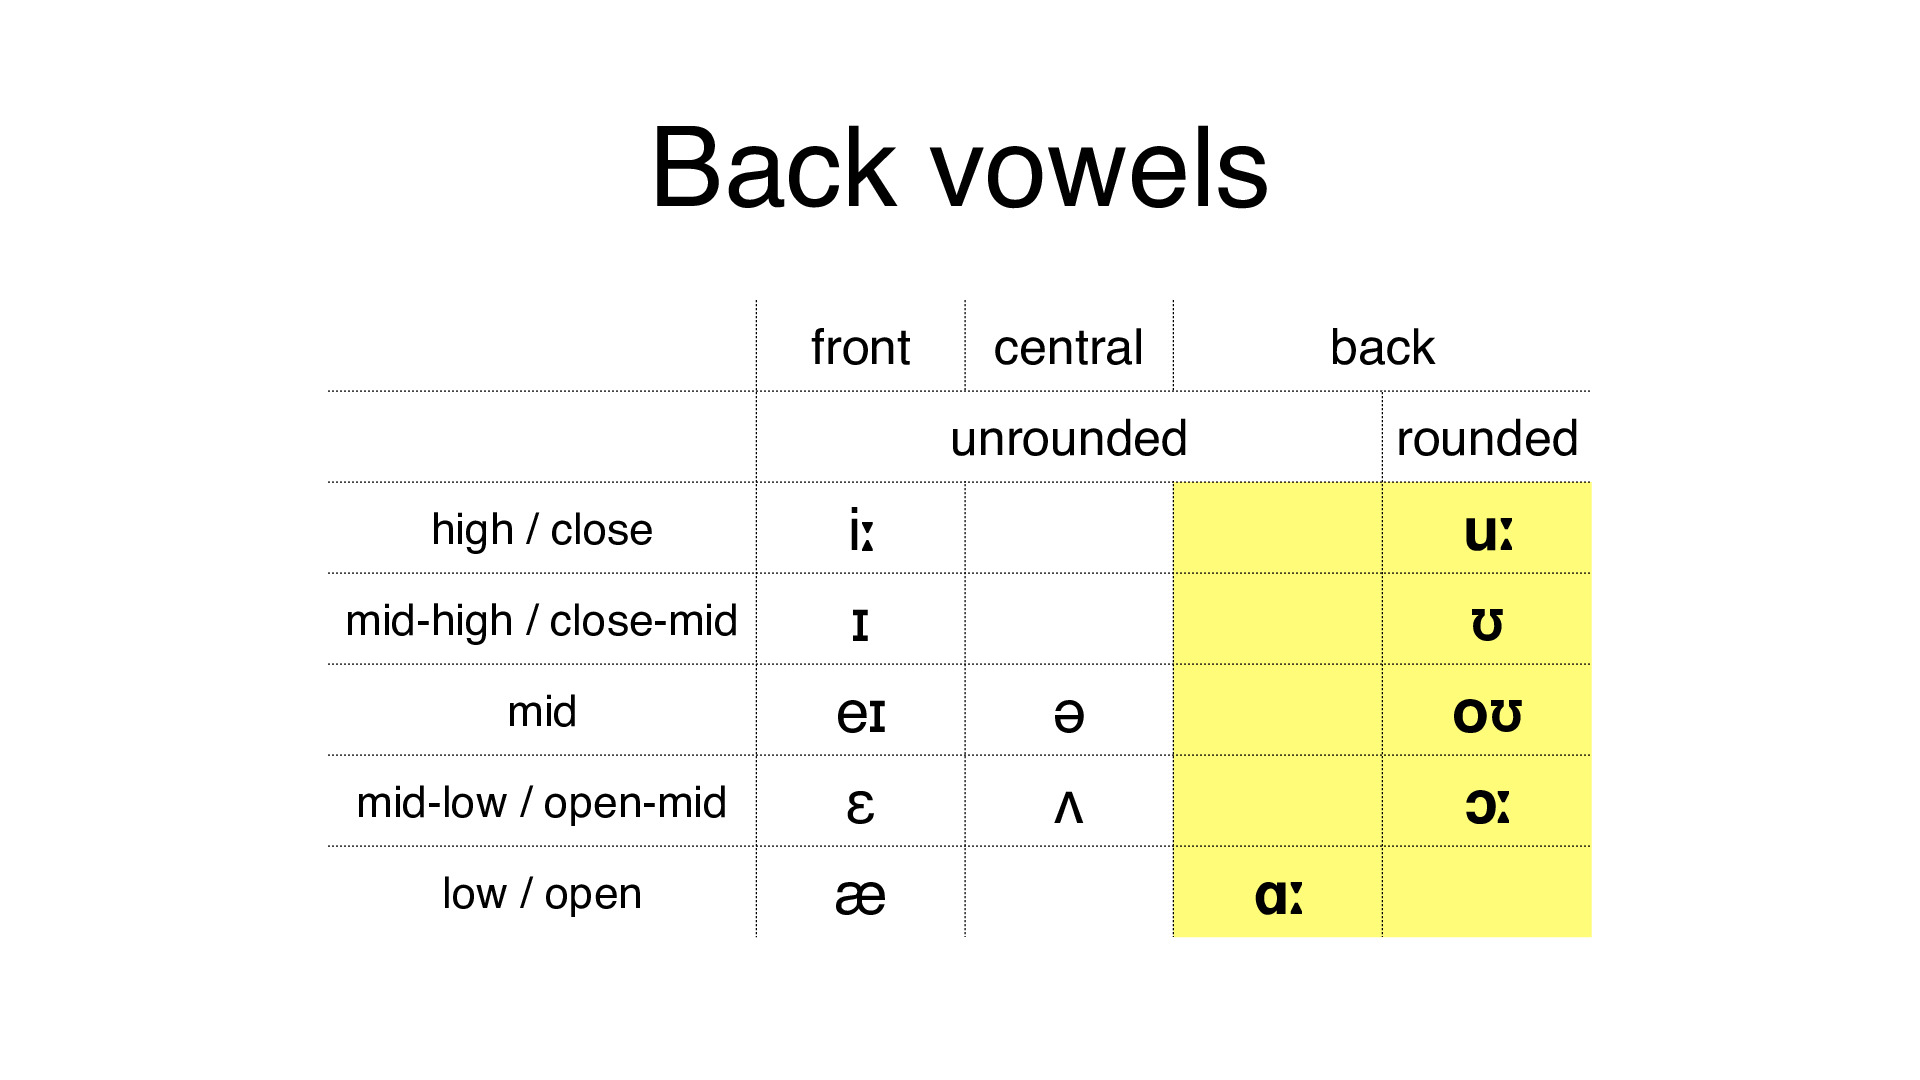 Back vowels
front central back
unrounded rounded
high / close iː uː
mid-high / close-mid ɪ ʊ
mid eɪ ə oʊ
mid-low / open-mid ɛ ʌ ɔː
low / open æ ɑː